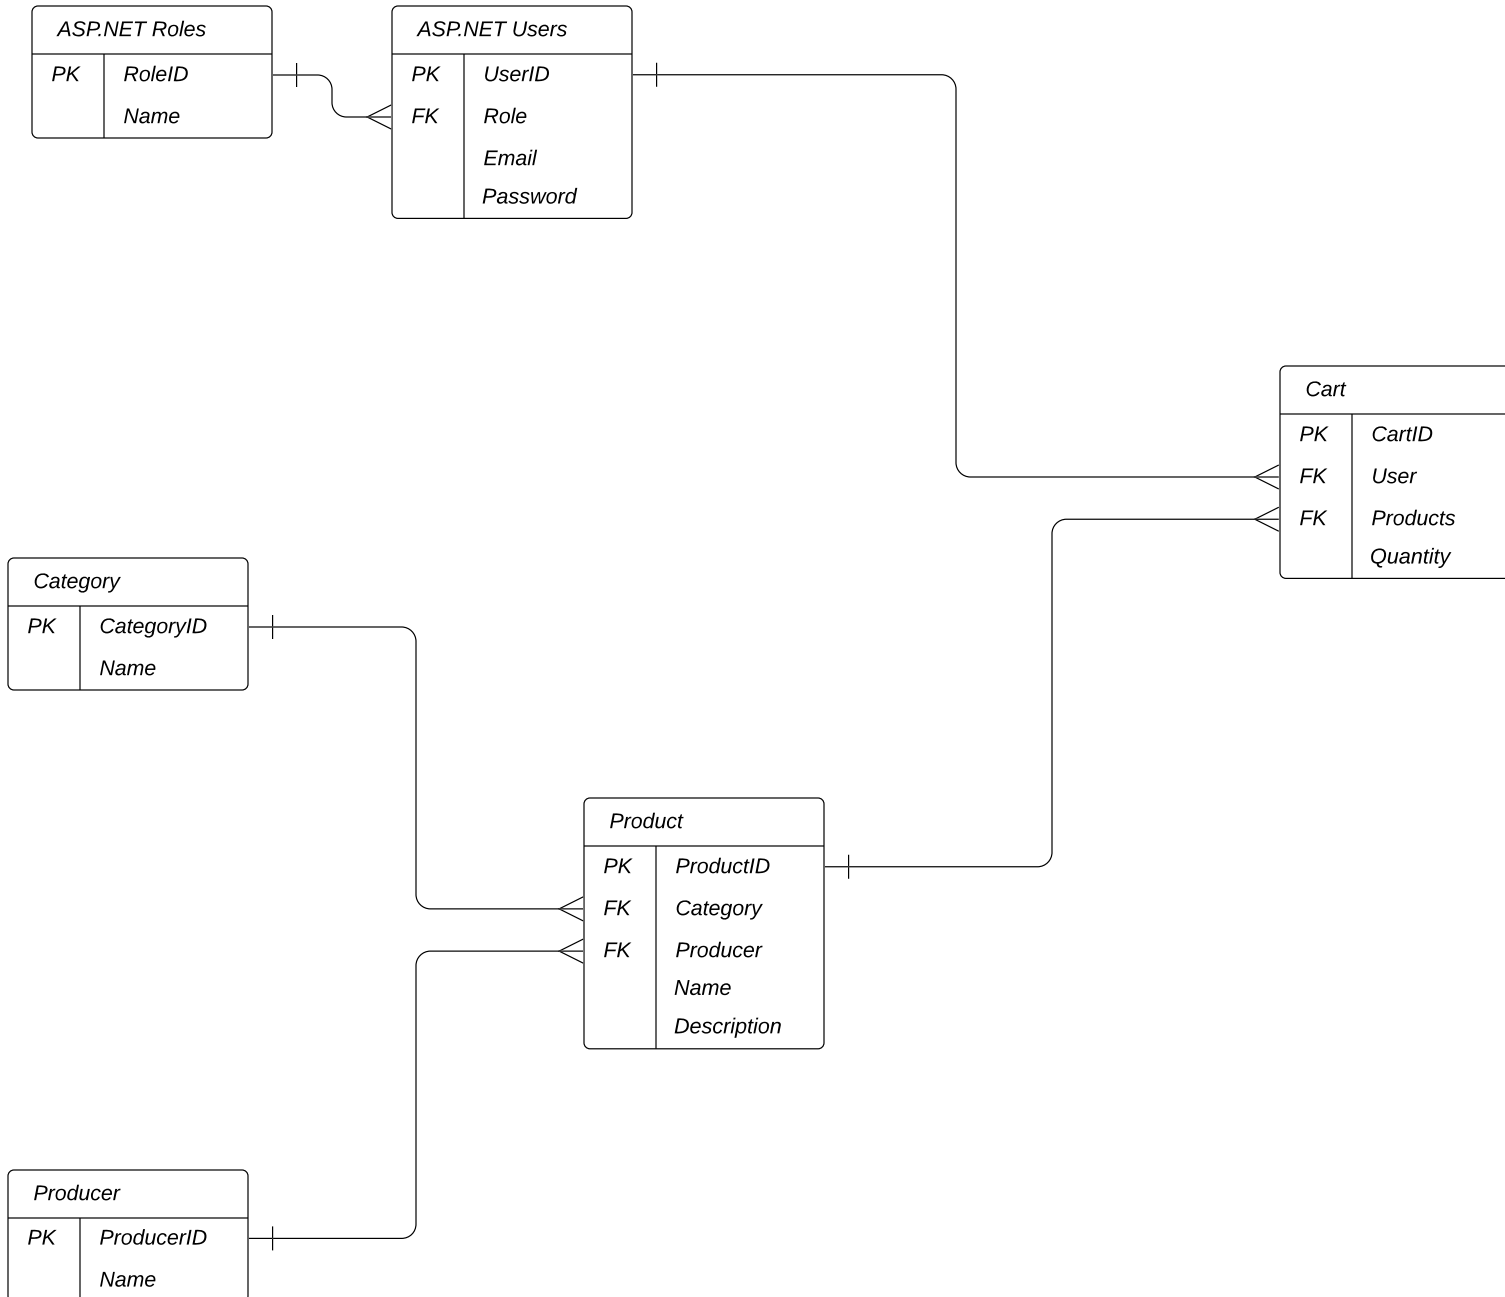 ASP.NET Roles
PK RoleID
Name
ASP.NET Users
PK UserID
FK Role
Email
Password
Cart
PK CartID
FK User
FK Products
Quantity
Category
PK CategoryID
Name
Product
PK ProductID
FK Category
FK Producer
Name
Description
Producer
PK ProducerID
Name